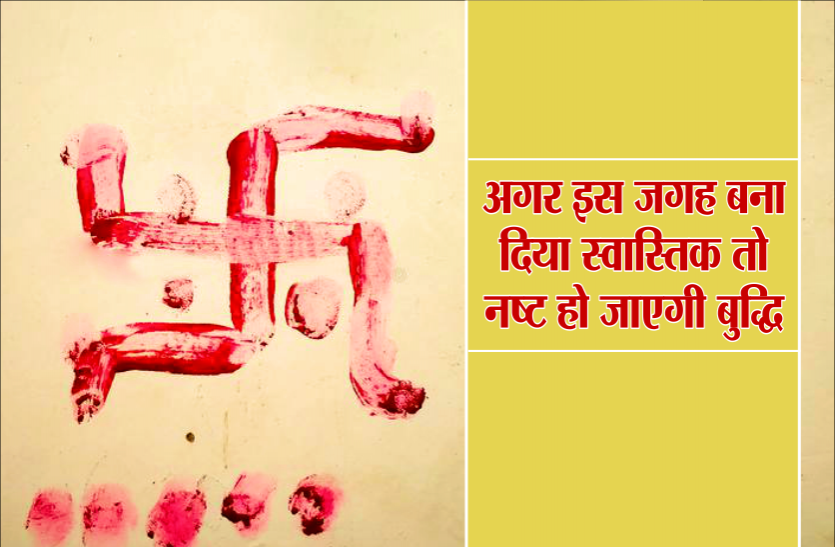 अगर इस जगह बना
दिया स्वास्तिक तो
नष्ट हो जाएगी बुद्धि